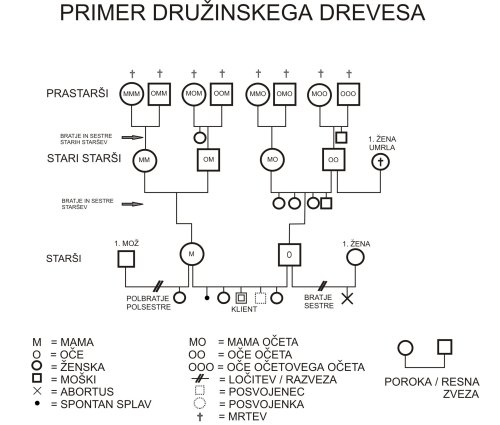 PRIMER DRUŽINSKEGA DREVESA
PRASTARŠI
MMM
OMM
MOM
OOM
MMO
OMO
MOO
OOO
BRATJE IN SESTRE
STARIH STARŠEV
1. ŽENA
UMRLA
STARI STARŠI
MM
OM
MO
OO
BRATJE IN SESTRE
STARŠEV
1. MOŽ
1. ŽENA
STARŠI
M
O
POLBRATJE
POLSESTRE
KLIENT
BRATJE
SESTRE
M = MAMA
O = OČE
= ŽENSKA
= MOŠKI
= ABORTUS
= SPONTAN SPLAV
MO = MAMA OČETA
OO = OČE OČETA
OOO = OČE OČETOVEGA OČETA
= LOČITEV / RAZVEZA
= POSVOJENEC
= POSVOJENKA
= MRTEV
POROKA / RESNA
ZVEZA